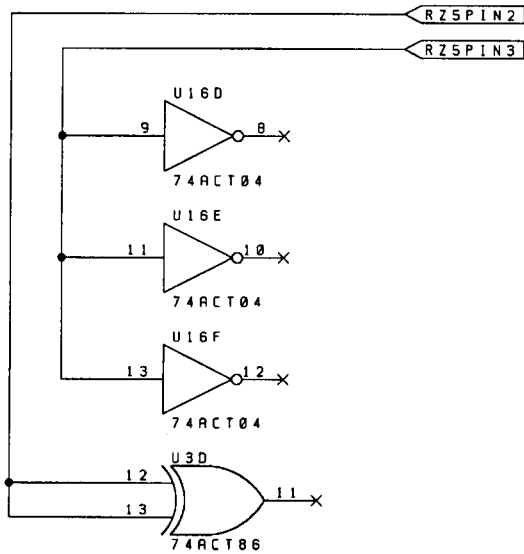 RZ5PIN2
RZ5PIN3
U16D
9 8
74ACT04
U16E
11 10
74ACT04
U16F
13 12
74ACT04
U3D
12
11
13
74ACT86